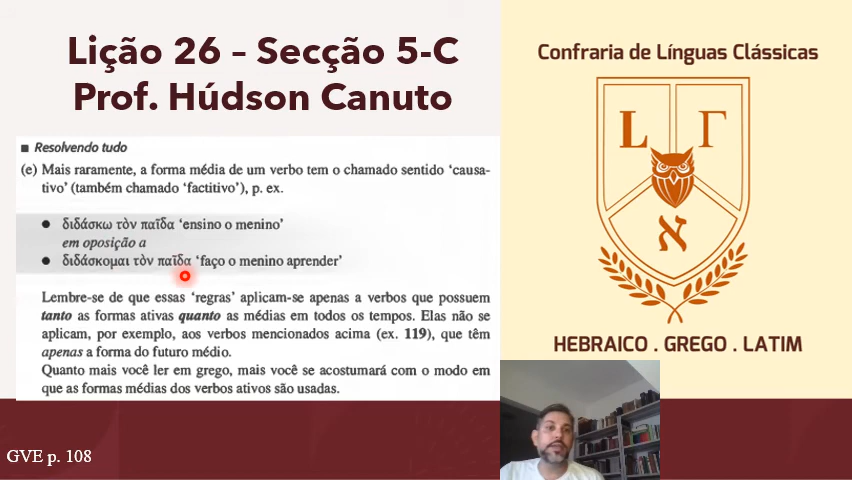 Lição 26 – Secção 5-C
Prof. Húdson Canuto
■ Resolvendo tudo
(e) Mais raramente, a forma média de um verbo tem o chamado sentido ‘causa-
tivo’ (também chamado ‘factitivo’), p. ex.
● διδάσκω τὸν παῖδα ‘ensino o menino’
em oposição a
● διδάσκομαι τὸν παῖδα ‘faço o menino aprender’
Lembre-se de que essas ‘regras’ aplicam-se apenas a verbos que possuem
tanto as formas ativas quanto as médias em todos os tempos. Elas não se
aplicam, por exemplo, aos verbos mencionados acima (ex. 119), que têm
apenas a forma do futuro médio.
Quanto mais você ler em grego, mais você se acostumará com o modo em
que as formas médias dos verbos ativos são usadas.
GVE p. 108
Confraria de Línguas Clássicas
L Γ
א
HEBRAICO . GREGO . LATIM